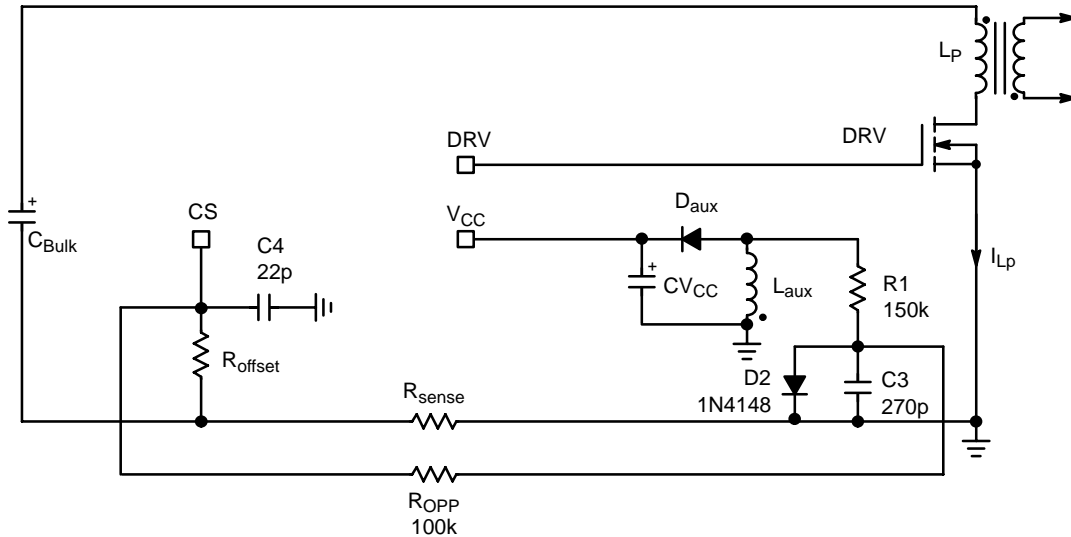 LP
DRV
DRV
+
CBulk
CS
C4
22p
VCC
Daux
+
CVCC
Laux
R1
150k
ILp
Roffset
Rsense
D2
1N4148
C3
270p
ROPP
100k